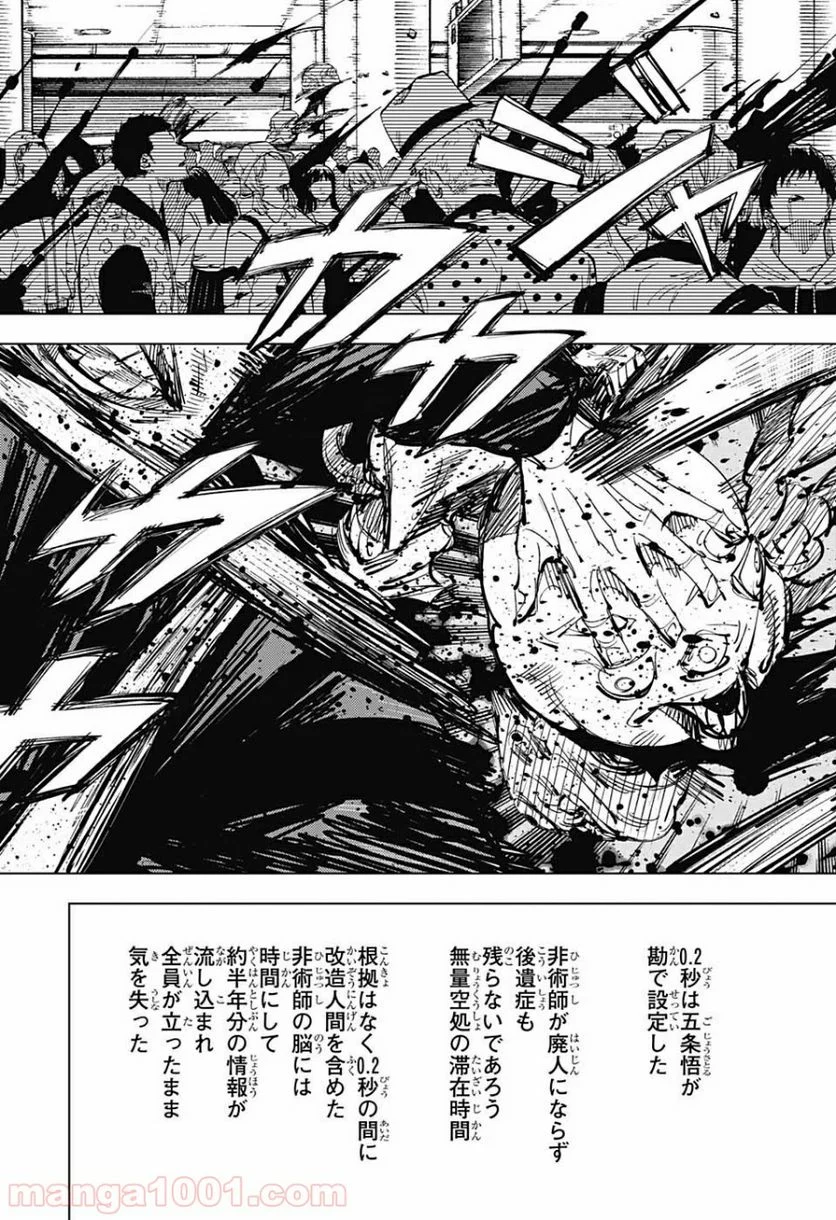 ジャ
カ
カ
カ
カ
0.2秒は五条悟が
勘で設定した
非術師が廃人にならず
後遺症も
残らないであろう
無量空処の滞在時間
根拠はなく0.2秒の間に
改造人間を含めた
非術師の脳には
時間にして
約半年分の情報が
流し込まれ
全員が立ったまま
気を失った
manga1001.com